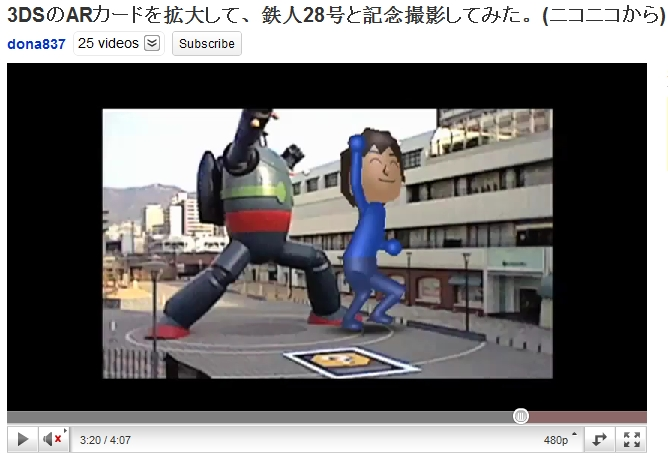 3DSのARカードを拡大して、鉄人28号と記念撮影してみた。(ニコニコから)
dona837 25 videos Subscribe
3:20 / 4:07 480p